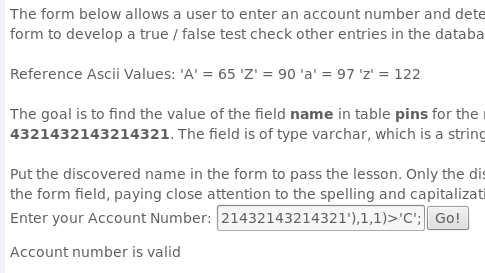 The form below allows a user to enter an account number and dete
form to develop a true / false test check other entries in the databa
Reference Ascii Values: 'A' = 65 'Z' = 90 'a' = 97 'z' = 122
The goal is to find the value of the field name in table pins for the
4321432143214321. The field is of type varchar, which is a string
Put the discovered name in the form to pass the lesson. Only the dis
the form field, paying close attention to the spelling and capitalizati
Enter your Account Number: 21432143214321'),1,1)>'C'; Go!
Account number is valid